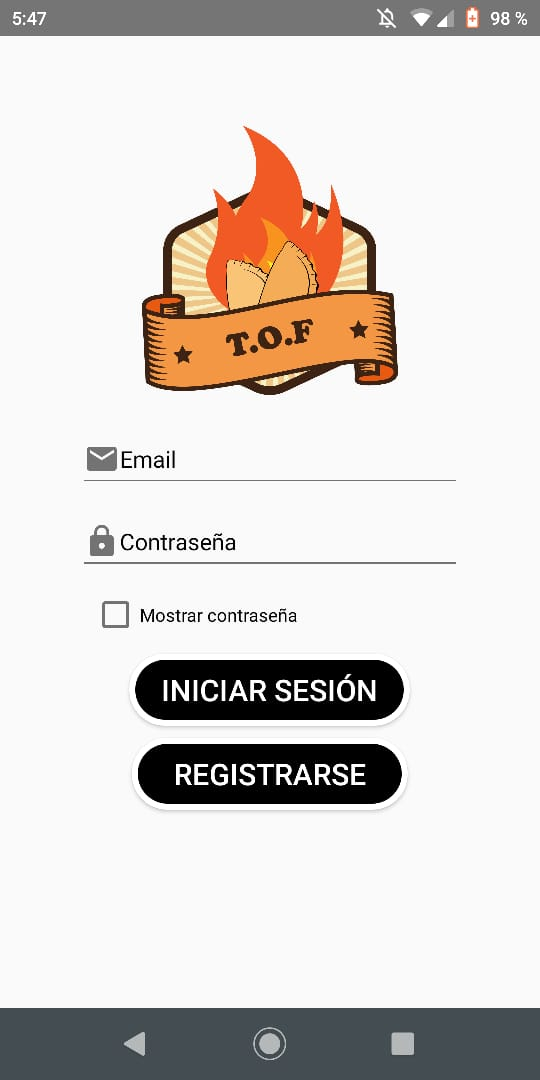 5:47
98 %
T.O.F
Email
Contraseña
Mostrar contraseña
INICIAR SESIÓN
REGISTRARSE